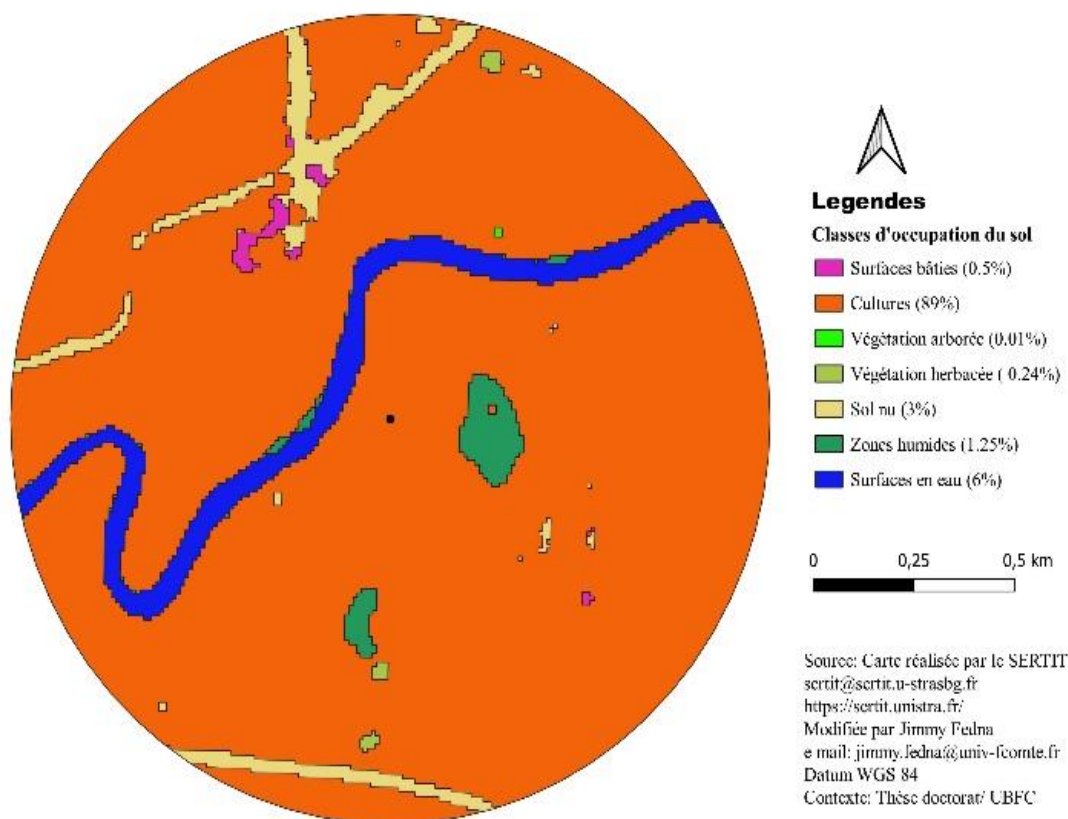 Legendes
Classes d'occupation du sol
Surfaces bâties (0.5%)
Cultures (89%)
Végétation arborée (0.01%)
Végétation herbacée ( 0.24%)
Sol nu (3%)
Zones humides (1.25%)
Surfaces en eau (6%)
0 0,25 0,5 km
Source: Carte réalisée par le SERTIT
sertit@sertit.u-strasbg.fr
https://sertit.unistra.fr/
Modifiée par Jimmy Fedna
e mail: jimmy.fedna@univ-fcomte.fr
Datum WGS 84
Contexte: Thèse doctorat/ UBFC